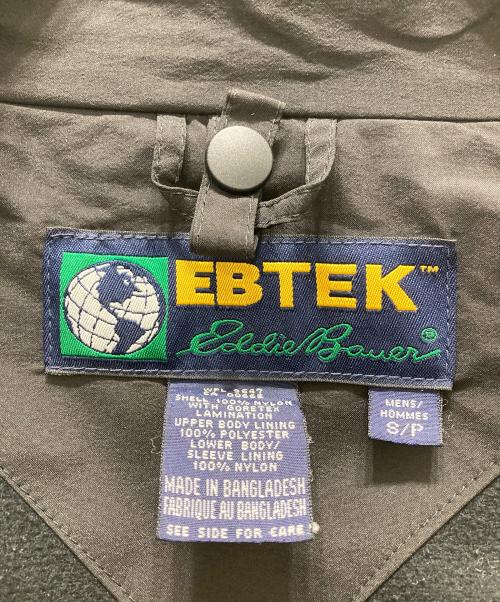 EBTEK™
Eddie Bauer®
SHELL 100% NYLON
WITH GORETEX
LAMINATION
UPPER BODY LINING
100% POLYESTER
LOWER BODY/
SLEEVE LINING
100% NYLON
MADE IN BANGLADESH
FABRIQUE AU BANGLADESH
SEE SIDE FOR CARE
MENS/
HOMMES
S/P